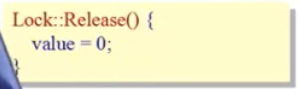 Lock::Release() {
value = 0;
}